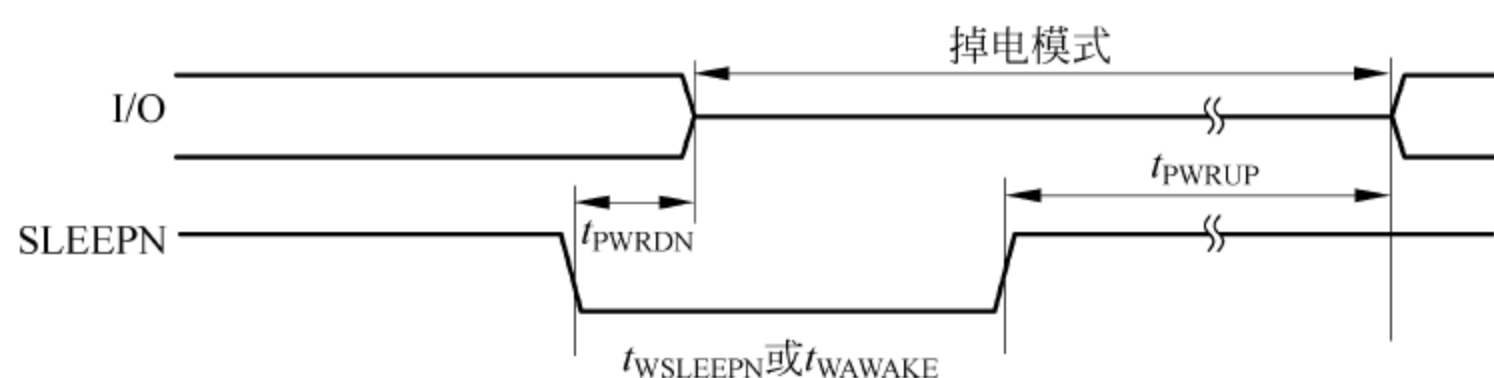 掉电模式
I/O
tPWRUP
SLEEPN
tPWRDN
tWSLEEPN或tWAWAKE